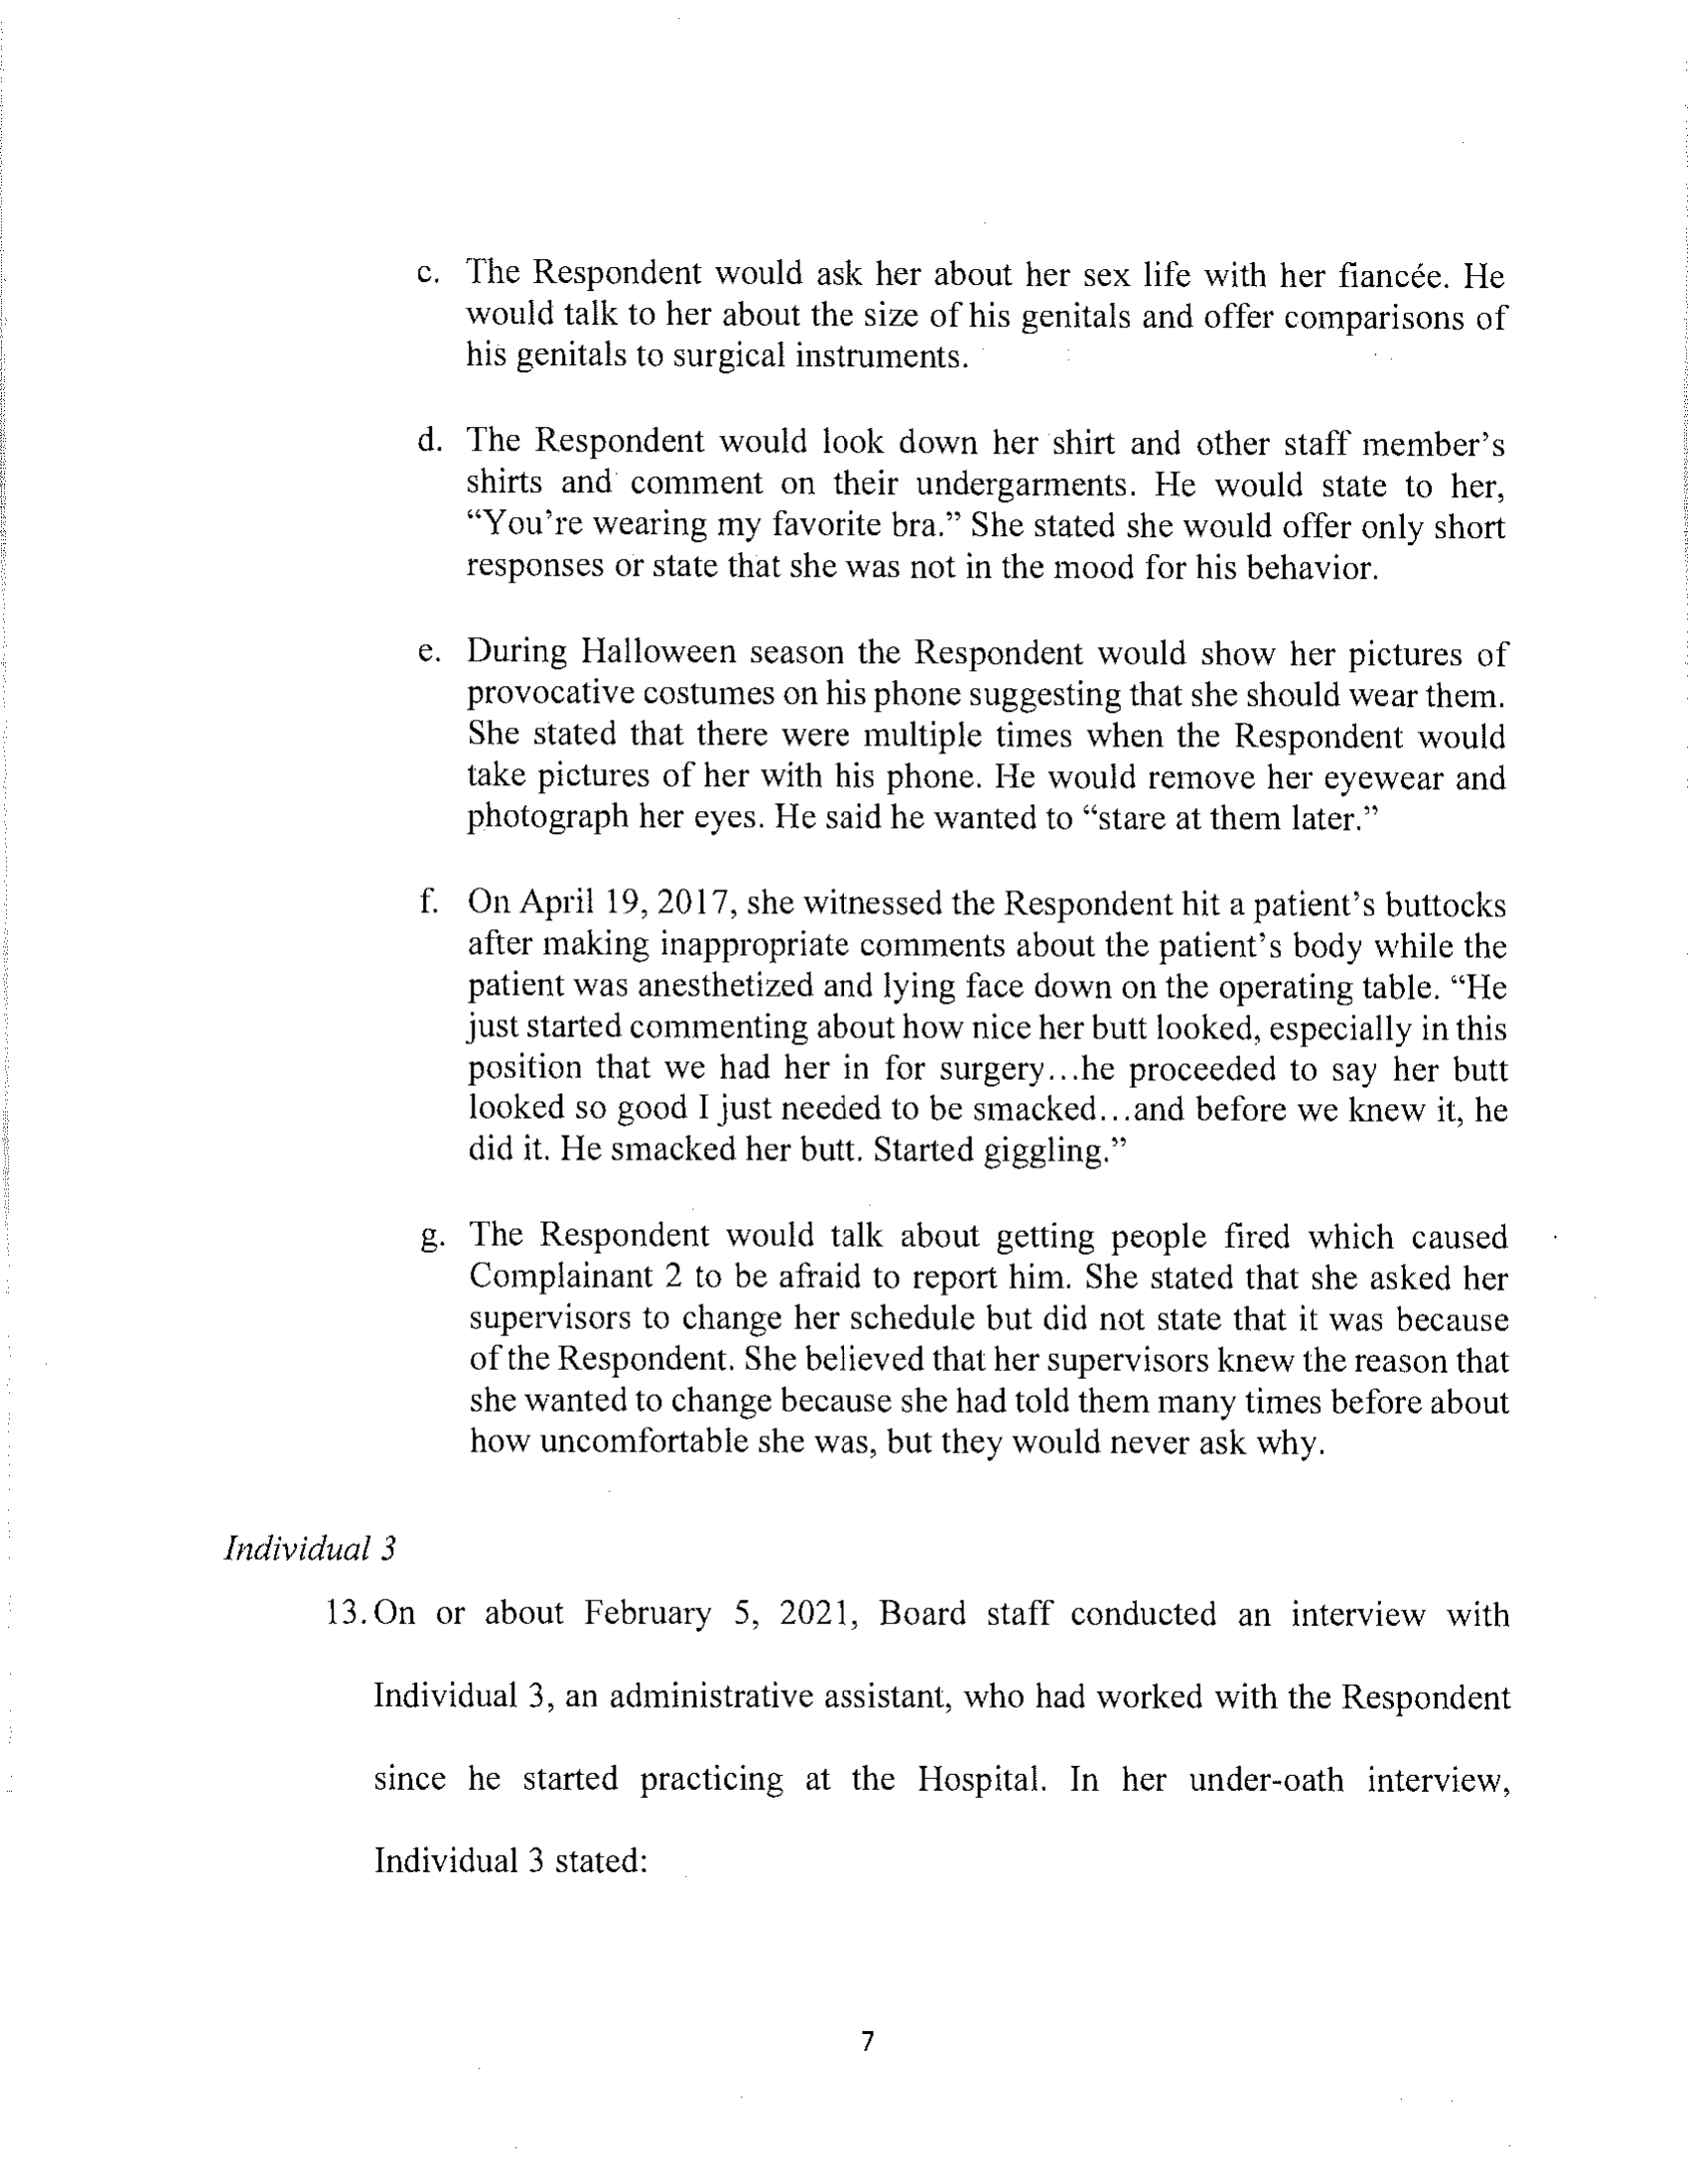 c. The Respondent would ask her about her sex life with her fiancée. He
would talk to her about the size of his genitals and offer comparisons of
his genitals to surgical instruments.
d. The Respondent would look down her shirt and other staff member’s
shirts and comment on their undergarments. He would state to her,
“You’re wearing my favorite bra.” She stated she would offer only short
responses or state that she was not in the mood for his behavior.
e. During Halloween season the Respondent would show her pictures of
provocative costumes on his phone suggesting that she should wear them.
She stated that there were multiple times when the Respondent would
take pictures of her with his phone. He would remove her eyewear and
photograph her eyes. He said he wanted to “stare at them later.”
f. On April 19, 2017, she witnessed the Respondent hit a patient’s buttocks
after making inappropriate comments about the patient’s body while the
patient was anesthetized and lying face down on the operating table. “He
just started commenting about how nice her butt looked, especially in this
position that we had her in for surgery…he proceeded to say her butt
looked so good I just needed to be smacked…and before we knew it, he
did it. He smacked her butt. Started giggling.”
g. The Respondent would talk about getting people fired which caused
Complainant 2 to be afraid to report him. She stated that she asked her
supervisors to change her schedule but did not state that it was because
of the Respondent. She believed that her supervisors knew the reason that
she wanted to change because she had told them many times before about
how uncomfortable she was, but they would never ask why.
Individual 3
13. On or about February 5, 2021, Board staff conducted an interview with
Individual 3, an administrative assistant, who had worked with the Respondent
since he started practicing at the Hospital. In her under-oath interview,
Individual 3 stated:
7